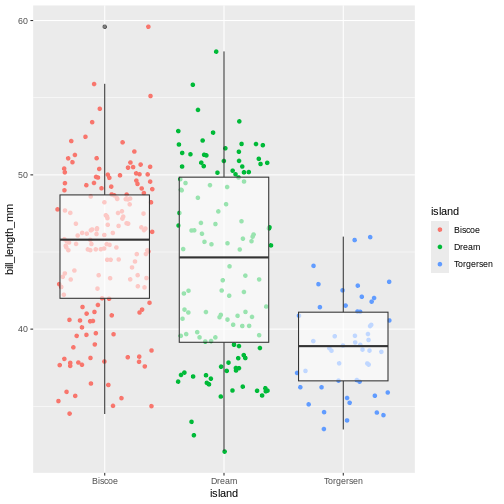 60
50
40
bill_length_mm
Biscoe
Dream
Torgersen
island
island
Biscoe
Dream
Torgersen